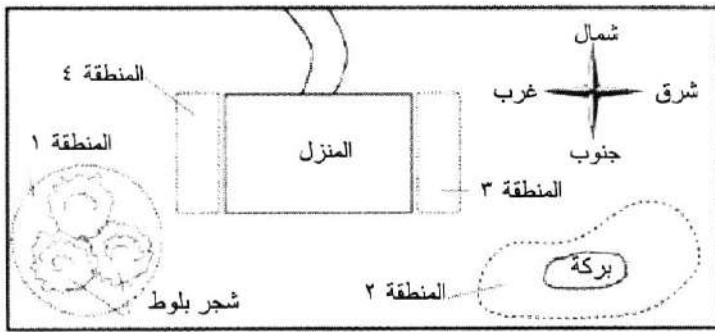 شمال
المنطقة ٤
شرق
غرب
المنطقة ١
المنزل
جنوب
المنطقة ٣
بركة
المنطقة ٢
شجر بلوط